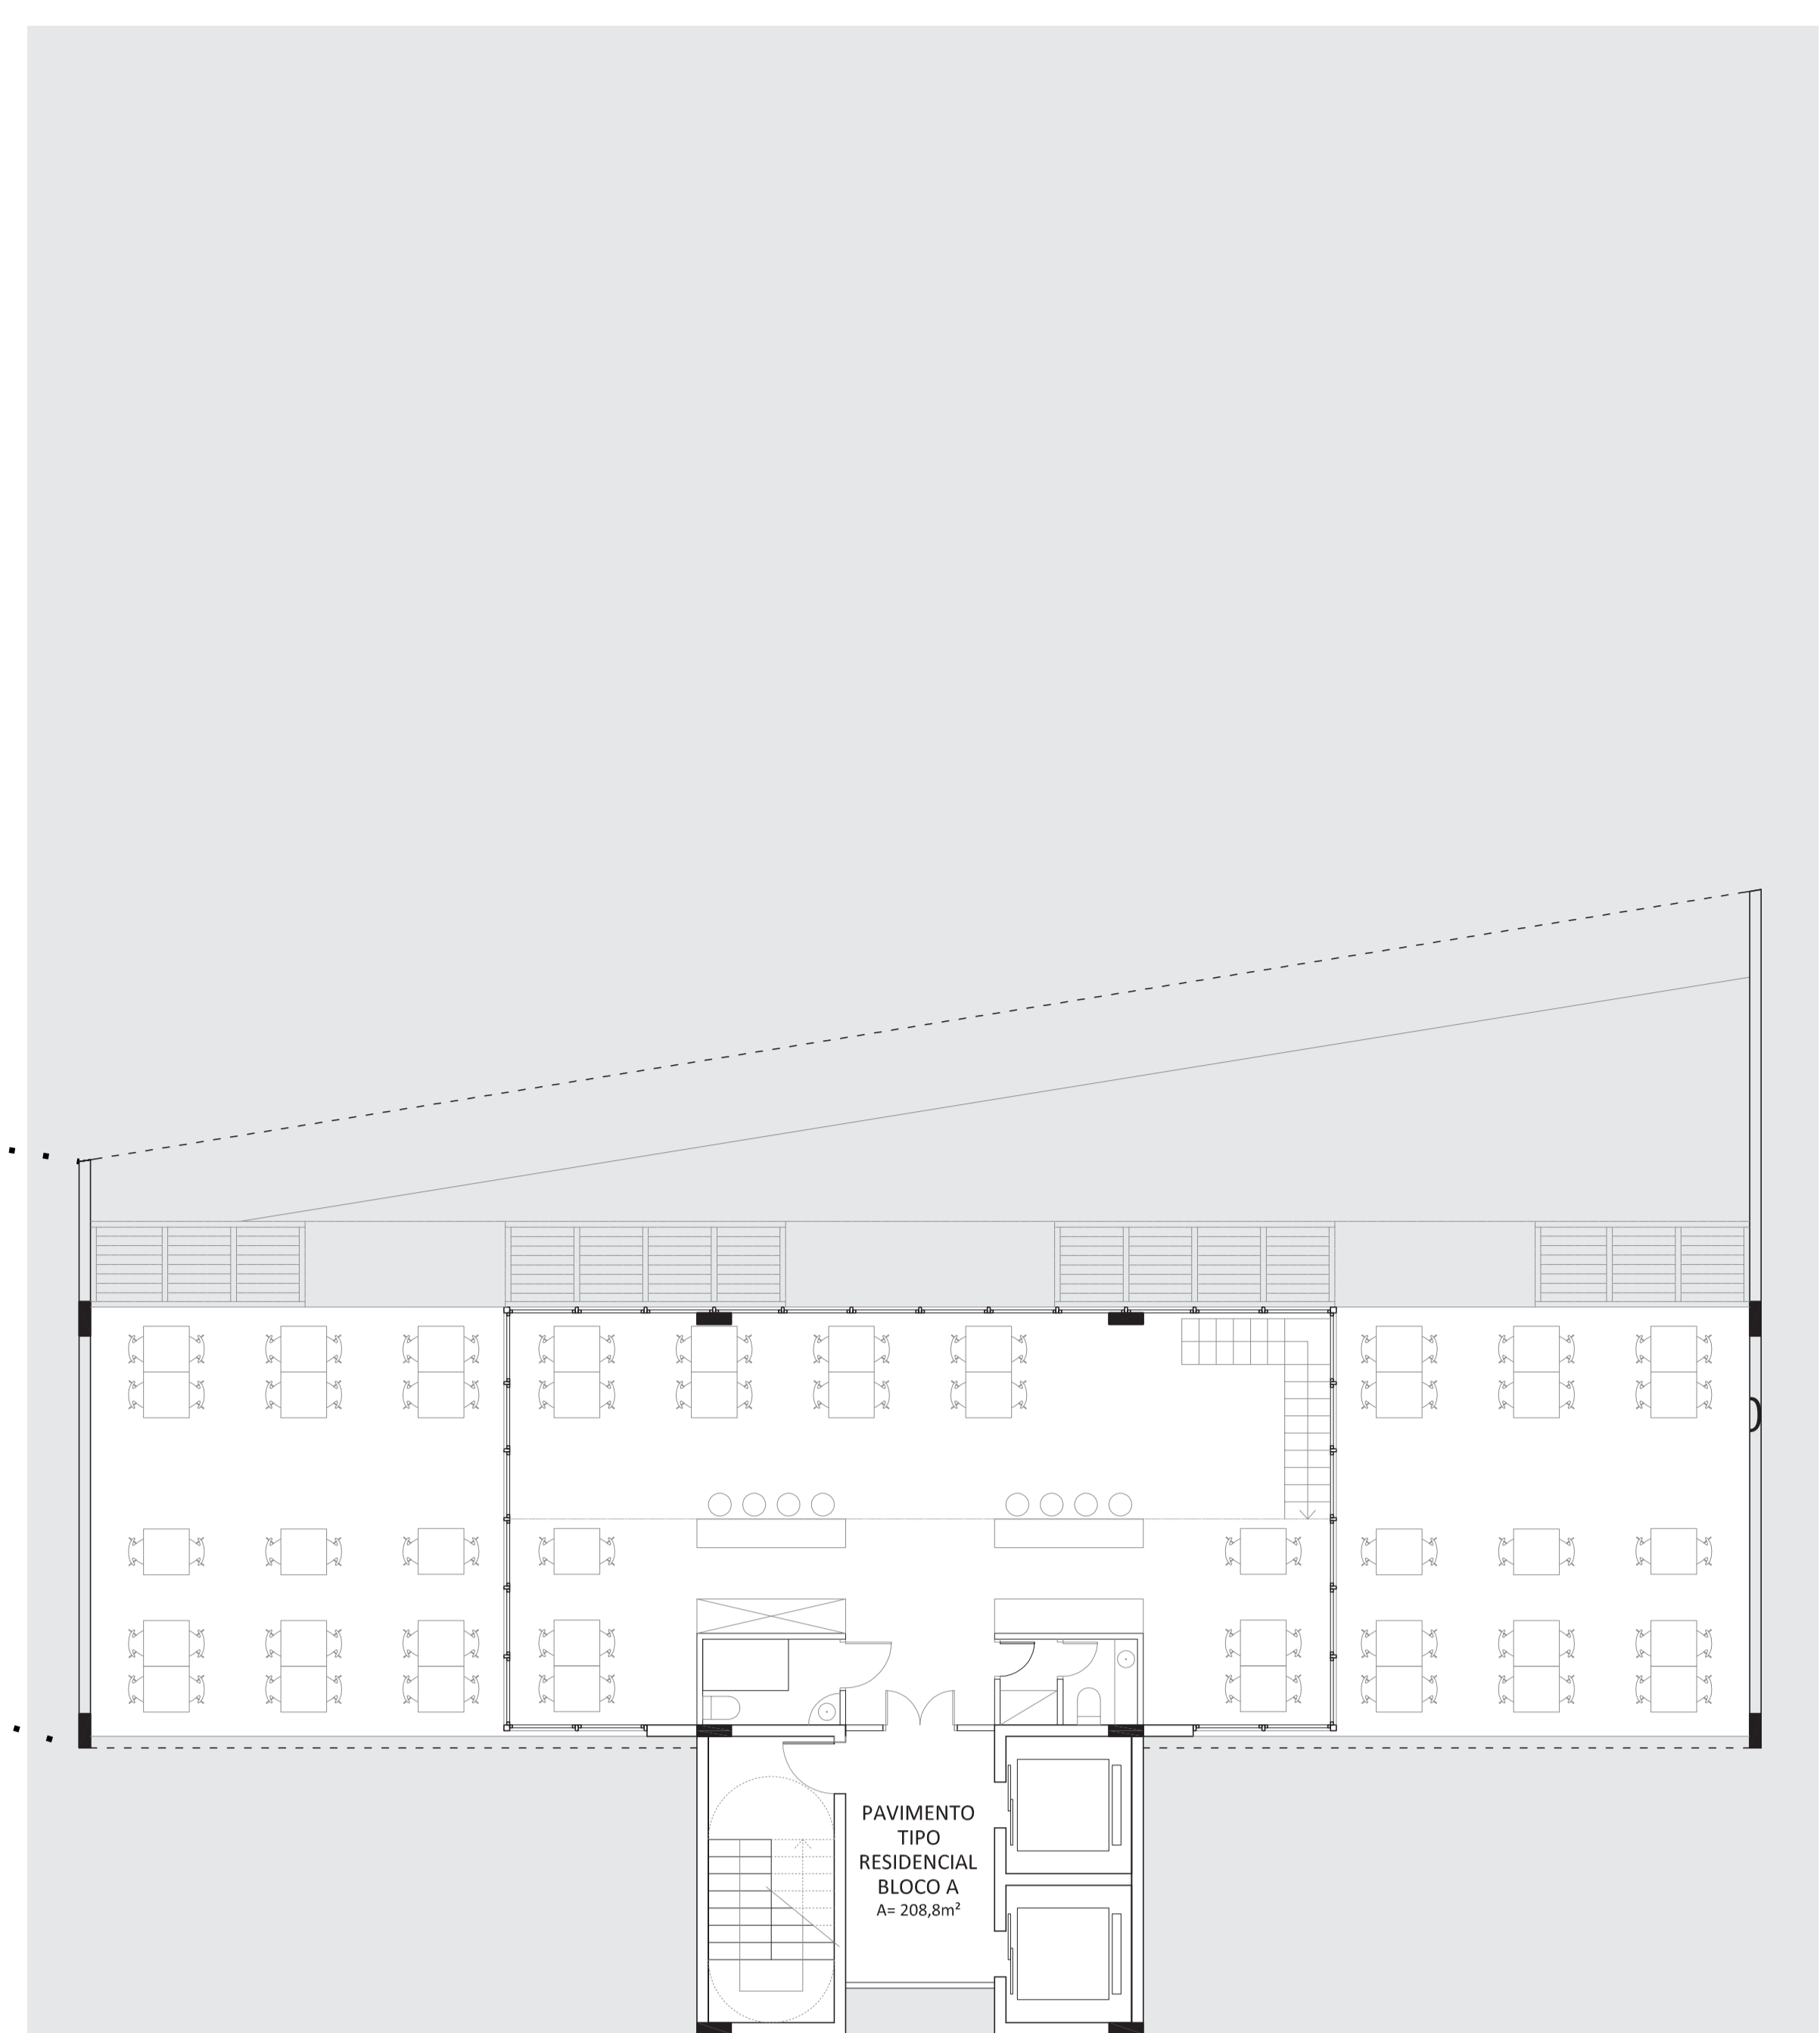 PAVIMENTO
TIPO
RESIDENCIAL
BLOCO A
A= 208,8m²